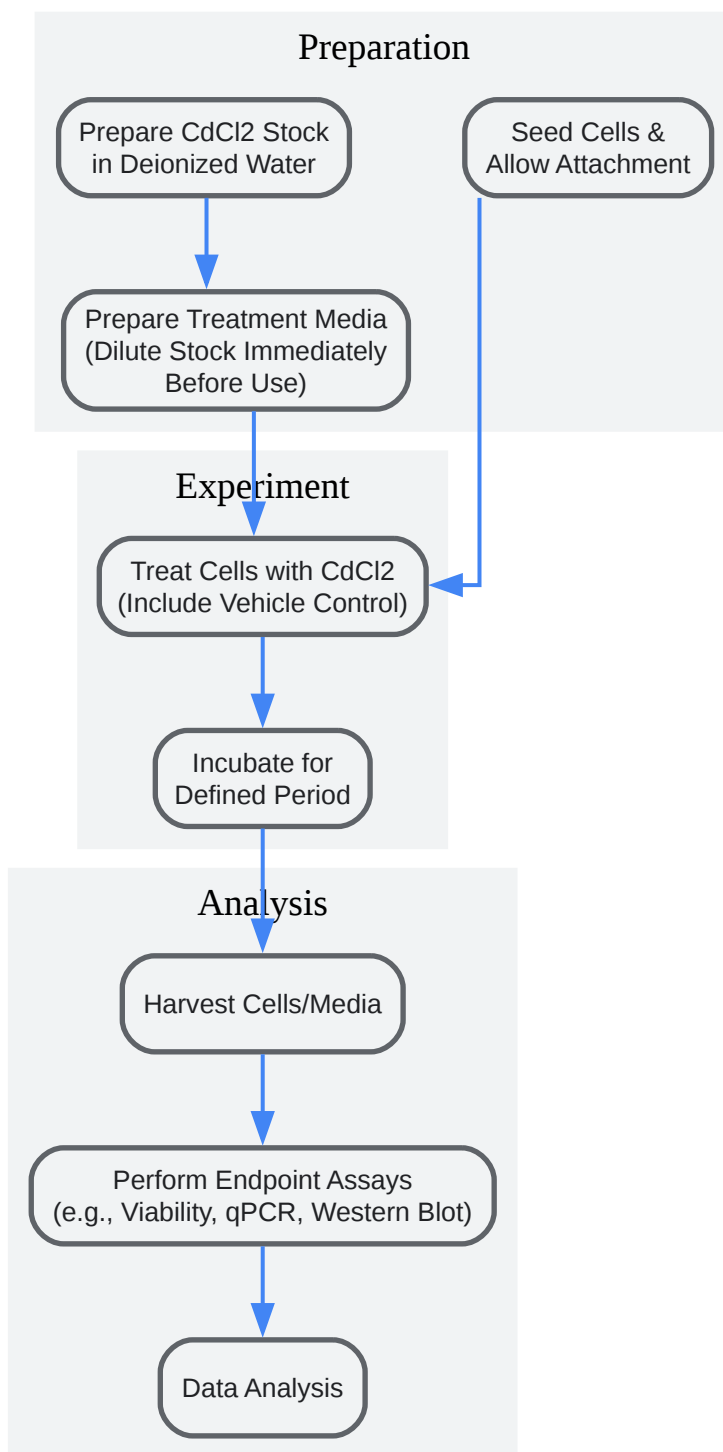 Preparation
Prepare CdCl2 Stock
in Deionized Water
Seed Cells &
Allow Attachment
Prepare Treatment Media
(Dilute Stock Immediately
Before Use)
Experiment
Treat Cells with CdCl2
(Include Vehicle Control)
Incubate for
Defined Period
Analysis
Harvest Cells/Media
Perform Endpoint Assays
(e.g., Viability, qPCR, Western Blot)
Data Analysis